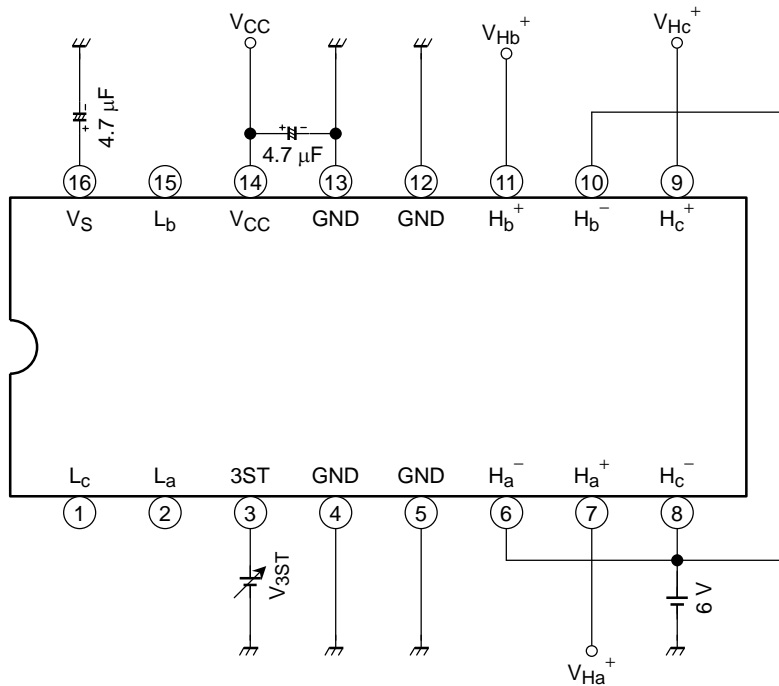 VCC
VHb+
VHc+
4.7 μF
4.7 μF
16 15 14 13 12 11 10 9
VS Lb VCC GND GND Hb+ Hb− Hc+
Lc La 3ST GND GND Ha− Ha+ Hc−
1 2 3 4 5 6 7 8
V3ST
6 V
VHa+